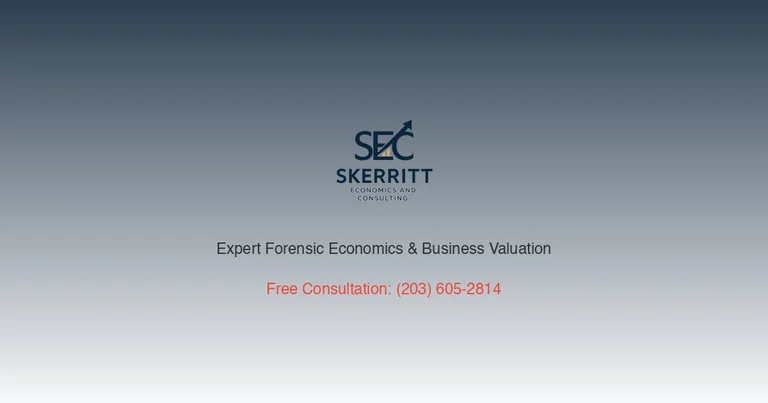 SEC
SKERRITT
ECONOMICS AND
CONSULTING
Expert Forensic Economics & Business Valuation
Free Consultation: (203) 605-2814